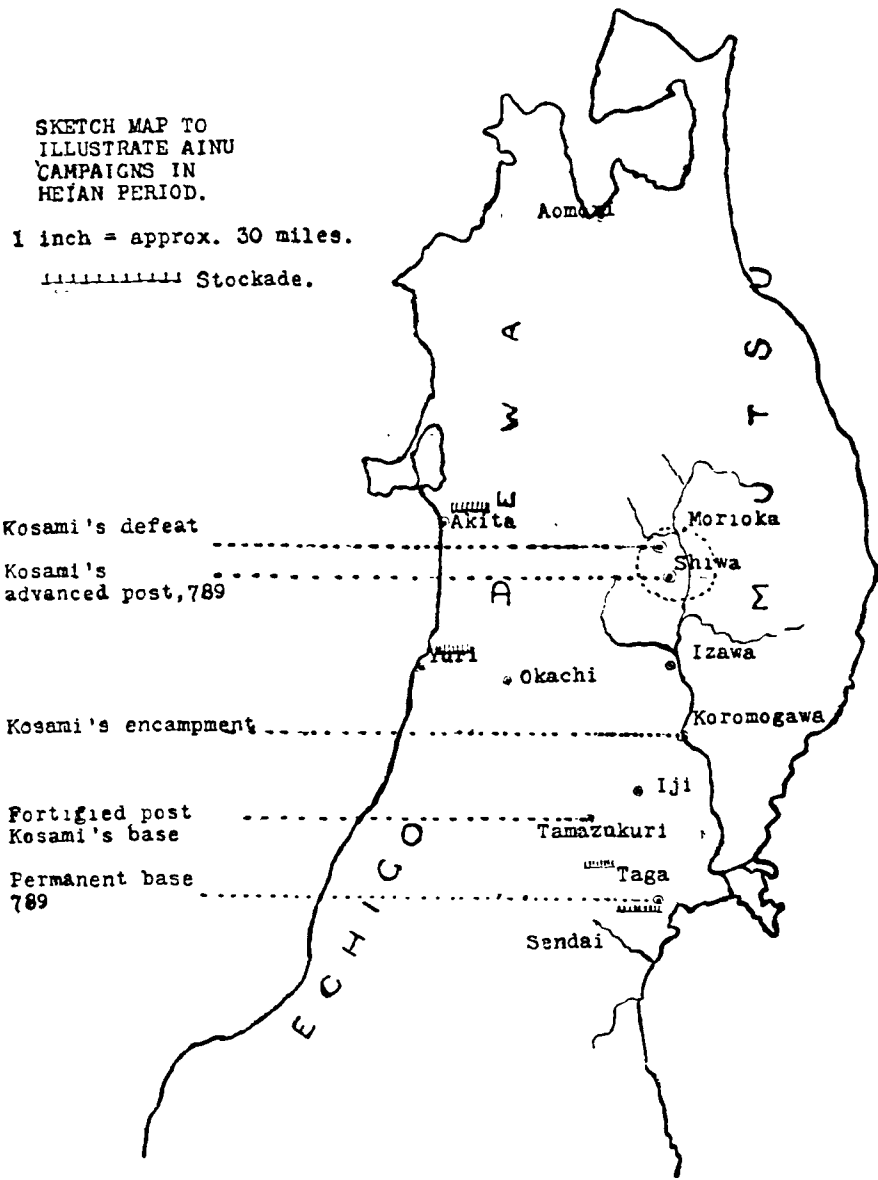 SKETCH MAP TO
ILLUSTRATE AINU
CAMPAIGNS IN
HEIAN PERIOD.
1 inch = approx. 30 miles.
Stockade.
Aomori
AEWA
MUTSU
Kosami's defeat
Akita
Morioka
Kosami's
advanced post, 789
Shiwa
Yuri
Okachi
Izawa
Kosami's encampment
Koromogawa
Iji
Fortified post
Kosami's base
Tamazukuri
Permanent base
789
Taga
Sendai
ECHIGO